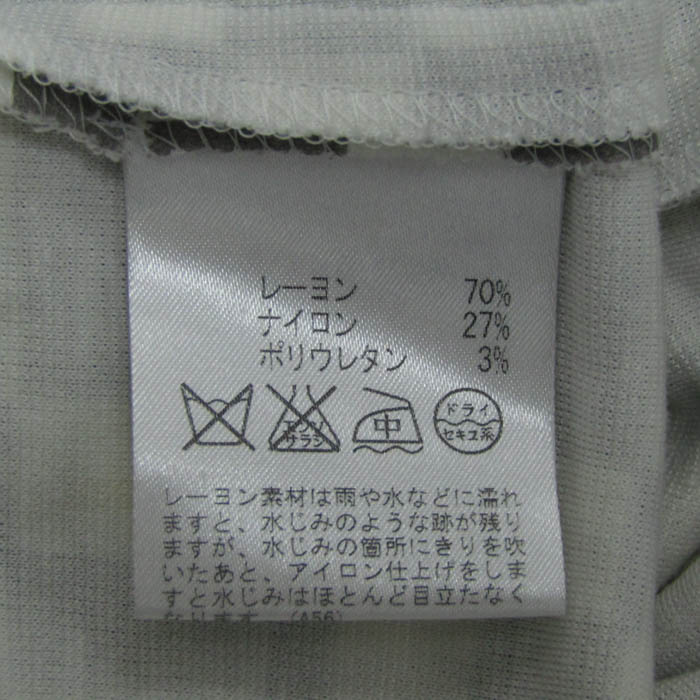 レーヨン 70%
ナイロン 27%
ポリウレタン 3%
エンソ
サラシ
中
ドライ
セキユ系
レーヨン素材は雨や水などに濡れ
ますと、水じみのような跡が残り
ますが、水じみの箇所にきりを吹
いたあと、アイロン仕上げをしま
すと水じみはほとんど目立たなく
なります。(A56)